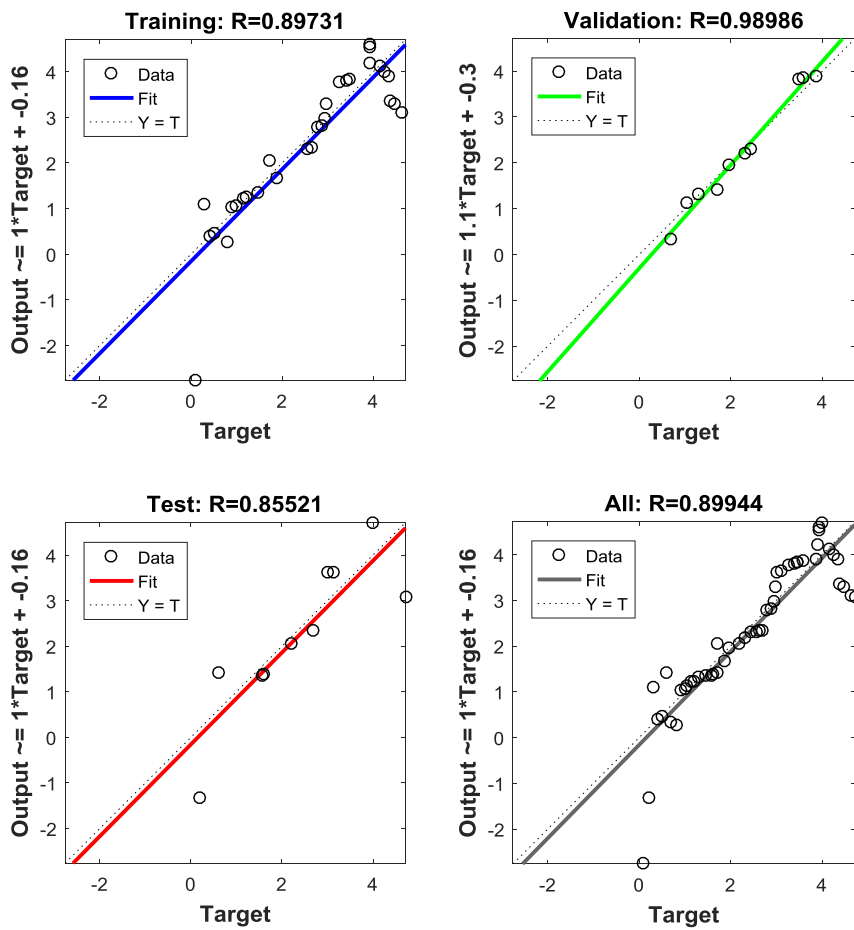 Training: R=0.89731
Output ~= 1*Target + -0.16
4
3
2
1
0
-1
-2
Data
Fit
Y = T
-2
0
2
4
Target
Validation: R=0.98986
Output ~= 1.1*Target + -0.3
4
3
2
1
0
-1
-2
Data
Fit
Y = T
-2
0
2
4
Target
Test: R=0.85521
Output ~= 1*Target + -0.16
4
3
2
1
0
-1
-2
Data
Fit
Y = T
-2
0
2
4
Target
All: R=0.89944
Output ~= 1*Target + -0.16
4
3
2
1
0
-1
-2
Data
Fit
Y = T
-2
0
2
4
Target